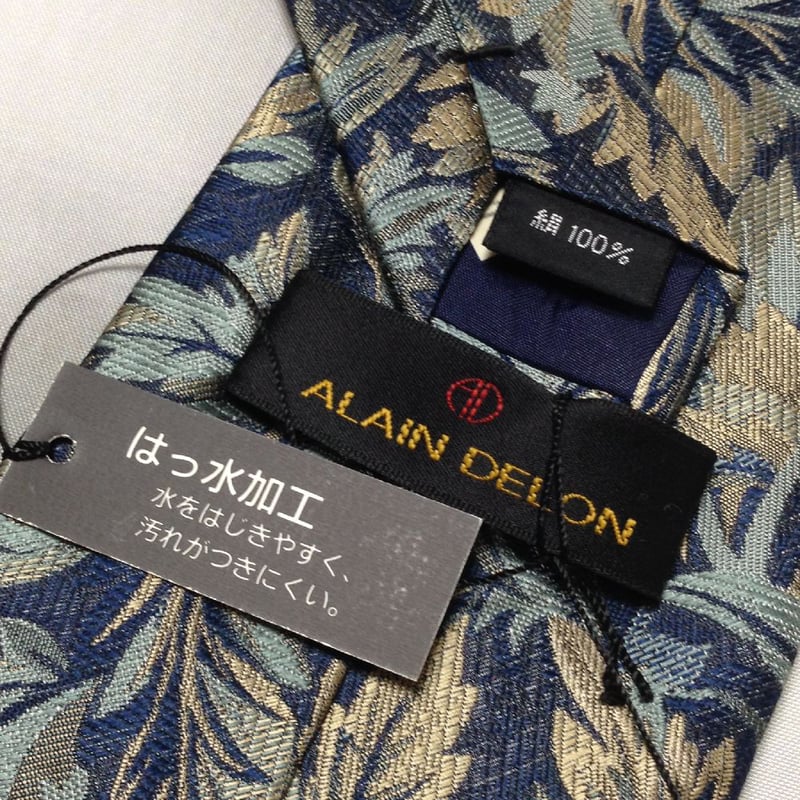 絹 100%
AD
ALAIN DELON
はっ水加工
水をはじきやすく、
汚れがつきにくい。